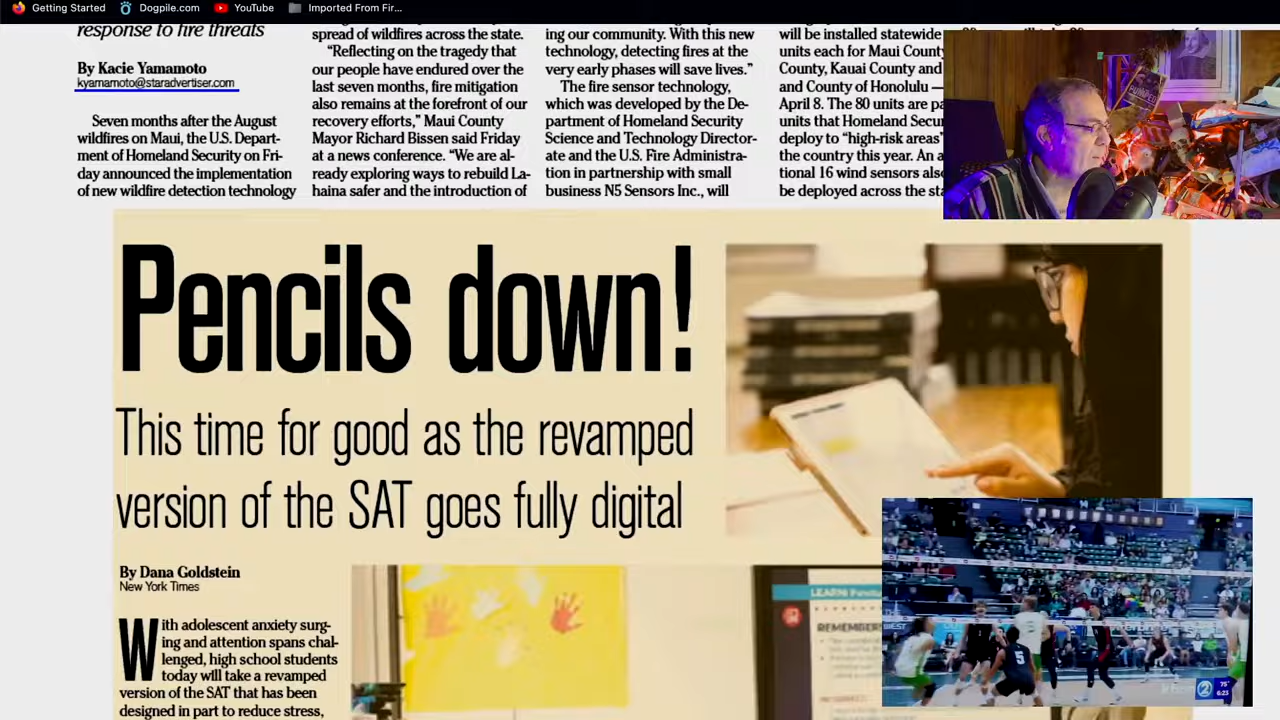 Getting Started
Dogpile.com
YouTube
Imported From Fir...
response to fire threats
By Kacie Yamamoto
kyamamoto@staradvertiser.com
Seven months after the August
wildfires on Maui, the U.S. Depart-
ment of Homeland Security on Fri-
day announced the implementation
of new wildfire detection technology
spread of wildfires across the state.
“Reflecting on the tragedy that
our people have endured over the
last seven months, fire mitigation
also remains at the forefront of our
recovery efforts,” Maui County
Mayor Richard Bissen said Friday
at a news conference. “We are al-
ready exploring ways to rebuild La-
haina safer and the introduction of
ing our community. With this new
technology, detecting fires at the
very early phases will save lives.”
The fire sensor technology,
which was developed by the De-
partment of Homeland Security
Science and Technology Director-
ate and the U.S. Fire Administra-
tion in partnership with small
business N5 Sensors Inc., will
will be installed statewide
units each for Maui County
County, Kauai County and
and County of Honolulu —
April 8. The 80 units are pa
units that Homeland Secur
deploy to “high-risk areas”
the country this year. An a
tional 16 wind sensors also
be deployed across the sta
PUMPED
Pencils down!
This time for good as the revamped
version of the SAT goes fully digital
By Dana Goldstein
New York Times
With adolescent anxiety surg-
ing and attention spans chal-
lenged, high school students
today will take a revamped
version of the SAT that has been
designed in part to reduce stress,
LEARN!
REMEMBER
5
2
75°
6:23